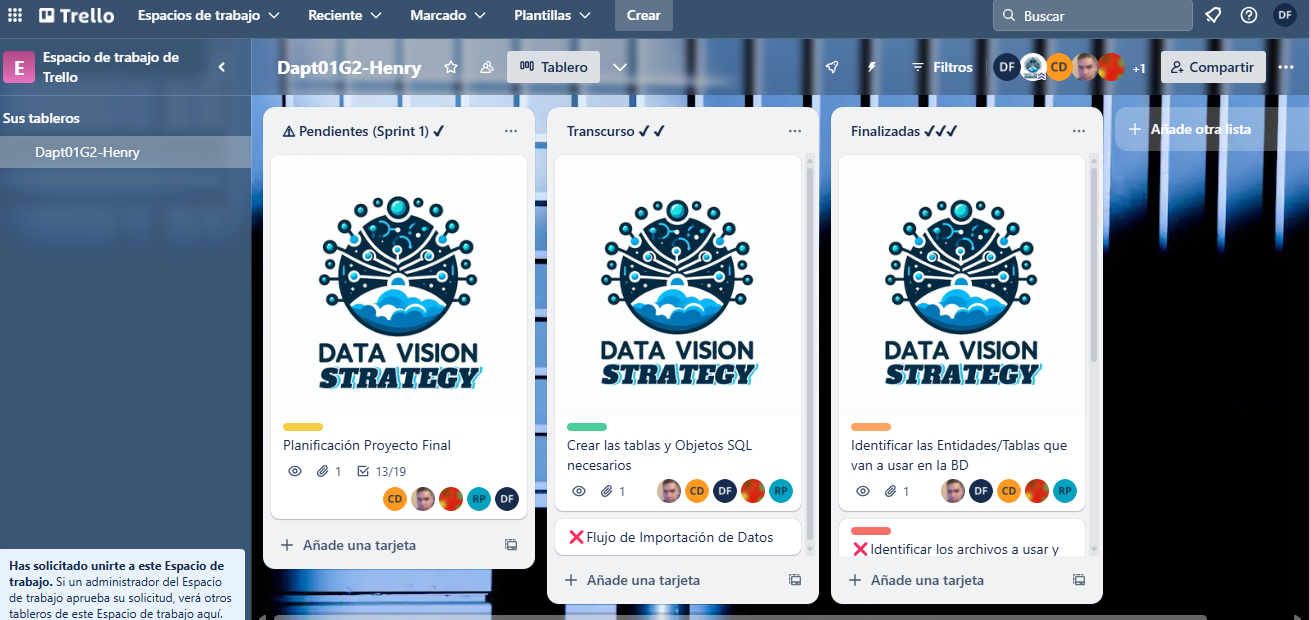 Trello
Espacios de trabajo
Reciente
Marcado
Plantillas
Crear
Buscar
DF
E
Espacio de trabajo de
Trello
Dapt01G2-Henry
Tablero
Filtros
DF
CD
+1
Compartir
Sus tableros
Dapt01G2-Henry
⚠ Pendientes (Sprint 1) ✔
DATA VISION
STRATEGY
Planificación Proyecto Final
1
13/19
CD
RP
DF
Añade una tarjeta
Transcurso ✔ ✔
DATA VISION
STRATEGY
Crear las tablas y Objetos SQL
necesarios
1
CD
DF
RP
❌Flujo de Importación de Datos
Añade una tarjeta
Finalizadas ✔✔✔
DATA VISION
STRATEGY
Identificar las Entidades/Tablas que
van a usar en la BD
1
DF
CD
RP
❌Identificar los archivos a usar y
Añade una tarjeta
Añade otra lista
Has solicitado unirte a este Espacio de
trabajo. Si un administrador del Espacio
de trabajo aprueba su solicitud, verá otros
tableros de este Espacio de trabajo aquí.